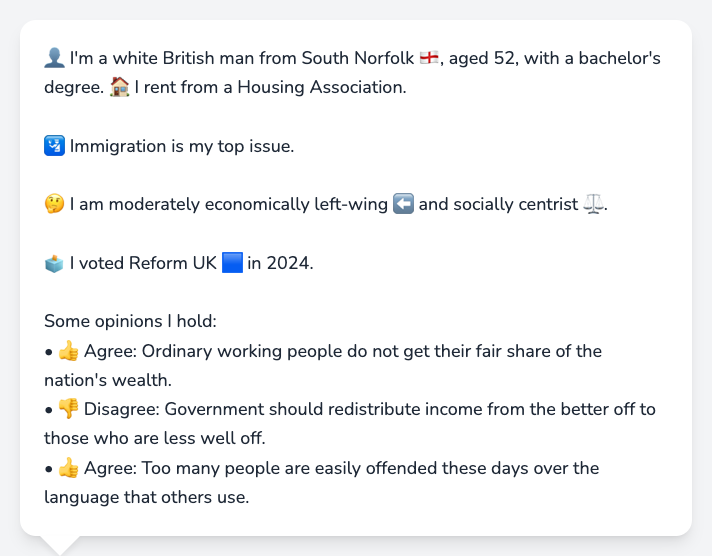 👤 I'm a white British man from South Norfolk 🏴󠁧󠁢󠁥󠁮󠁧󠁿, aged 52, with a bachelor's
degree. 🏠 I rent from a Housing Association.
🛂 Immigration is my top issue.
🤔 I am moderately economically left-wing ⬅️ and socially centrist ⚖️.
🗳️ I voted Reform UK 🟦 in 2024.
Some opinions I hold:
• 👍 Agree: Ordinary working people do not get their fair share of the
nation's wealth.
• 👎 Disagree: Government should redistribute income from the better off to
those who are less well off.
• 👍 Agree: Too many people are easily offended these days over the
language that others use.